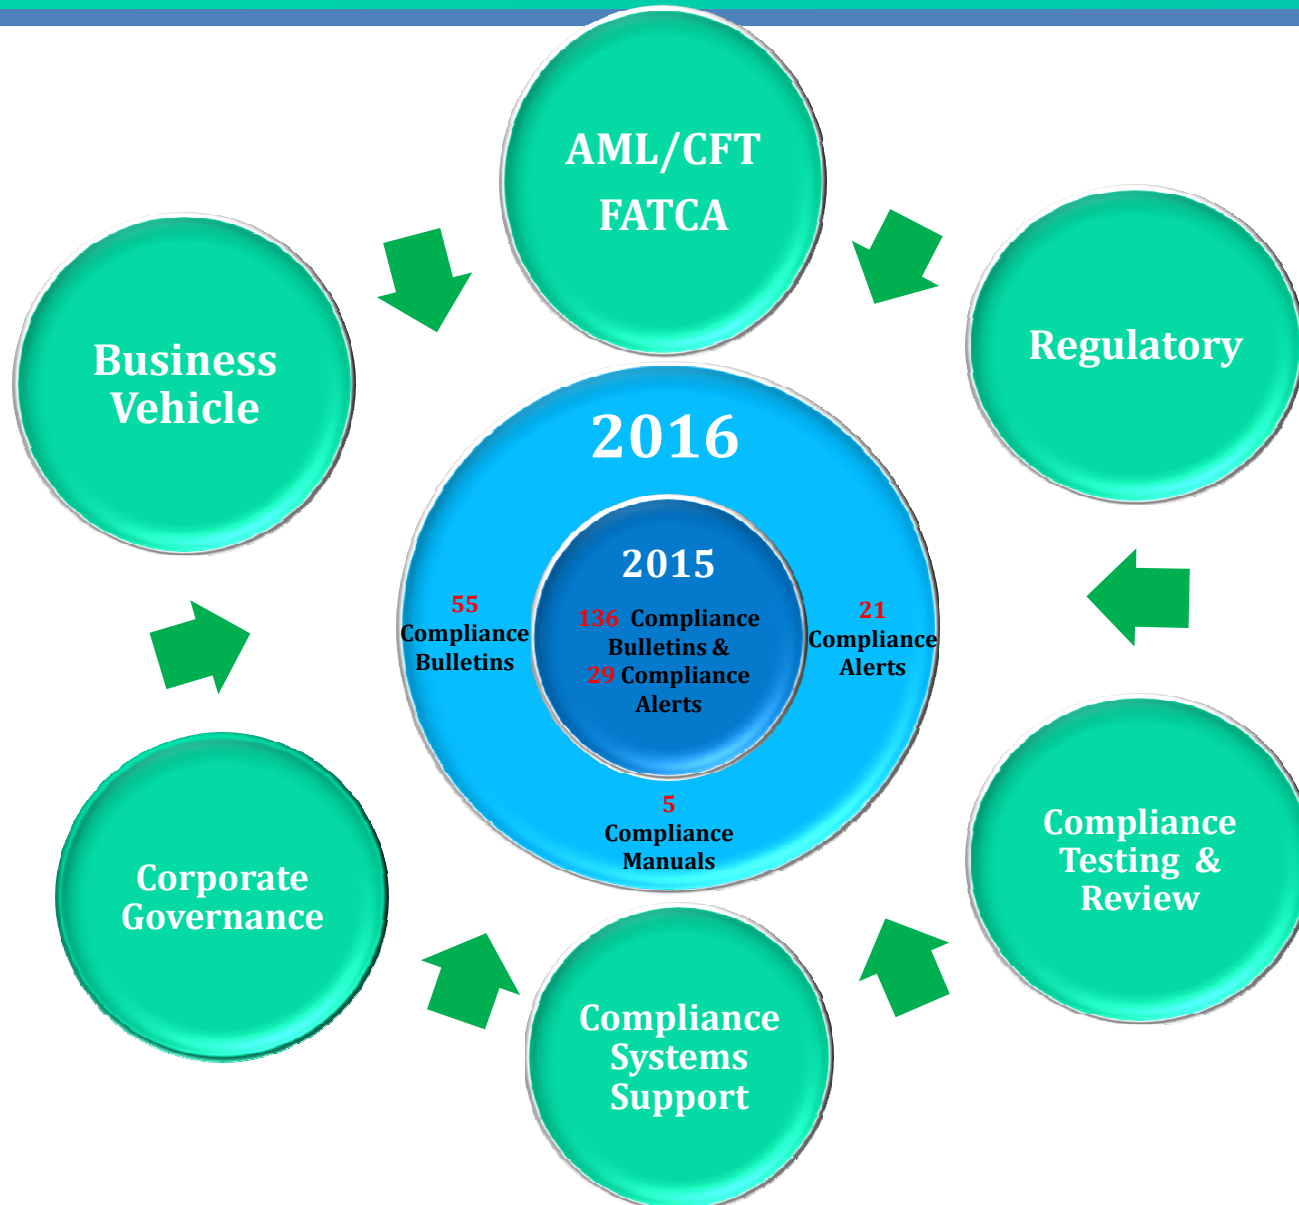 AML/CFT
FATCA
Business
Vehicle
Regulatory
2016
2015
136 Compliance
Bulletins &
29 Compliance
Alerts
55
Compliance
Bulletins
21
Compliance
Alerts
5
Compliance
Manuals
Corporate
Governance
Compliance
Testing &
Review
Compliance
Systems
Support